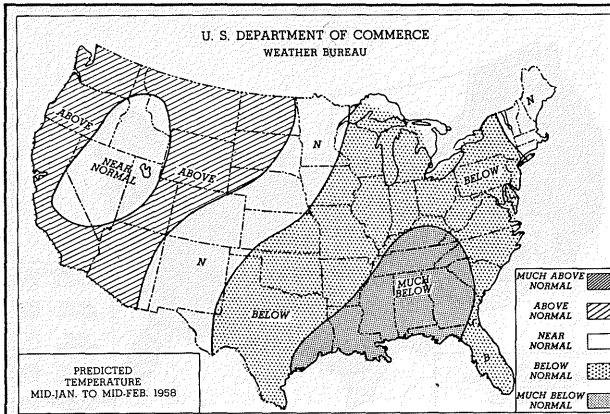 U. S. DEPARTMENT OF COMMERCE
WEATHER BUREAU
ABOVE
N
N
NEAR
NORMAL
ABOVE
BELOW
N
MUCH
BELOW
BELOW
B
MUCH ABOVE
NORMAL
ABOVE
NORMAL
NEAR
NORMAL
BELOW
NORMAL
MUCH BELOW
NORMAL
PREDICTED
TEMPERATURE
MID-JAN. TO MID-FEB. 1958